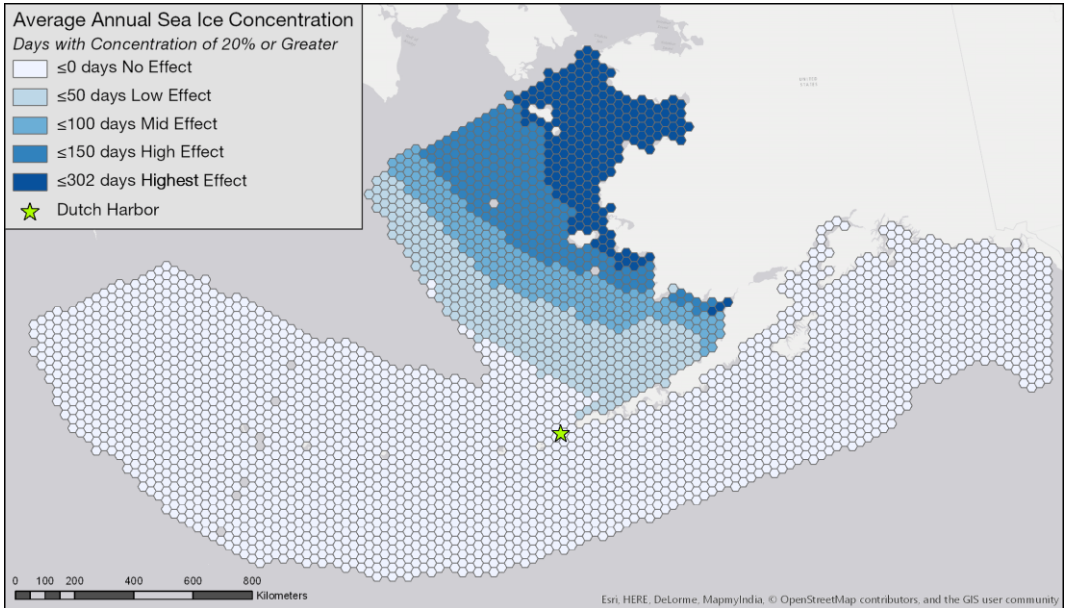 Average Annual Sea Ice Concentration
Days with Concentration of 20% or Greater
≤0 days No Effect
≤50 days Low Effect
≤100 days Mid Effect
≤150 days High Effect
≤302 days Highest Effect
Dutch Harbor
UNITED
STATES
0 100 200 400 600 800
Kilometers
Esri, HERE, DeLorme, MapmyIndia, © OpenStreetMap contributors, and the GIS user community